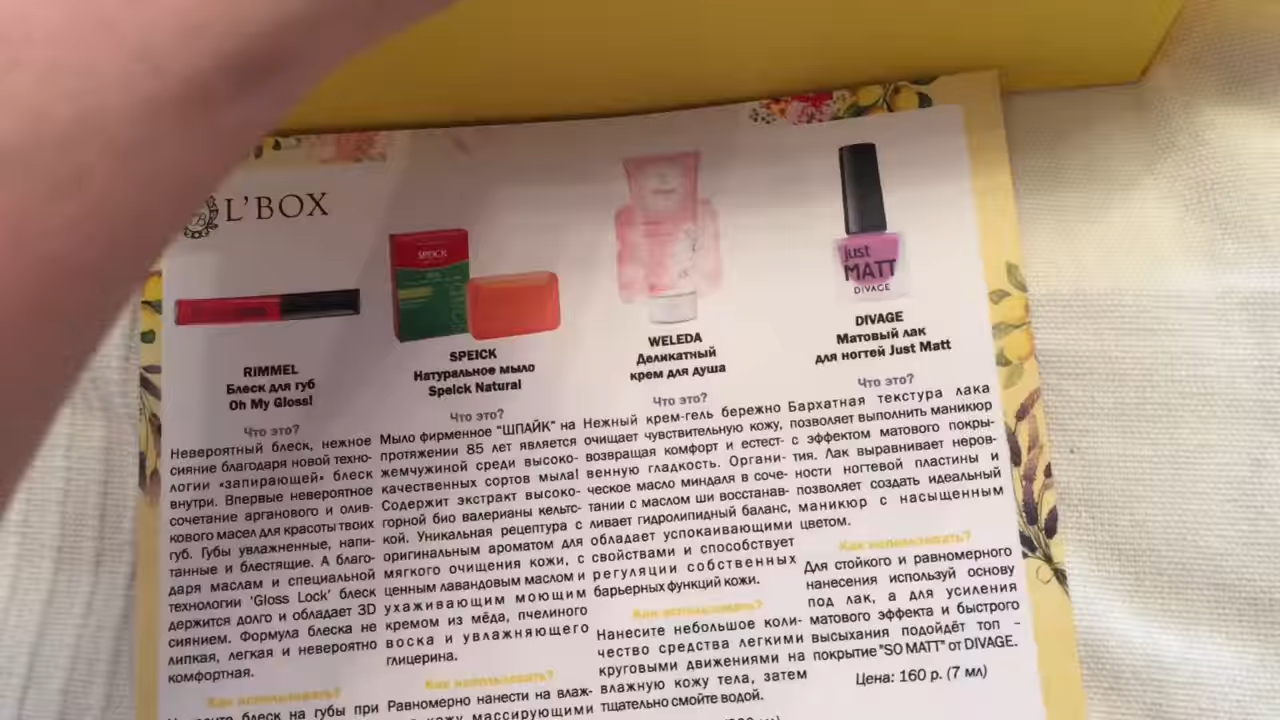 L'BOX
RIMMEL
Блеск для губ
Oh My Gloss!
Что это?
Невероятный блеск, нежное
сияние благодаря новой техно-
логии «запирающей» блеск
внутри. Впервые невероятное
сочетание арганового и олив-
кового масел для красоты твоих
губ. Губы увлажненные, напи-
танные и блестящие. А благо-
даря маслам и специальной
технологии 'Gloss Lock' блеск
держится долго и обладает 3D
сиянием. Формула блеска не
липкая, легкая и невероятно
комфортная.
Как использовать?
блеск на губы при
SPEICK
SPEICK
Натуральное мыло
Speick Natural
Что это?
Мыло фирменное "ШПАЙК" на
протяжении 85 лет является
жемчужиной среди высоко-
качественных сортов мыла!
Содержит экстракт высоко-
горной био валерианы кельтс-
кой. Уникальная рецептура с
оригинальным ароматом для
мягкого очищения кожи, с
ценным лавандовым маслом и
ухаживающим моющим
кремом из мёда, пчелиного
воска и увлажняющего
глицерина.
Как использовать?
Равномерно нанести на влаж-
кожу массирующими
WELEDA
Деликатный
крем для душа
Что это?
Нежный крем-гель бережно
очищает чувствительную кожу,
возвращая комфорт и естест-
венную гладкость. Органи-
ческое масло миндаля в соче-
тании с маслом ши восстанав-
ливает гидролипидный баланс,
обладает успокаивающими
свойствами и способствует
регуляции собственных
барьерных функций кожи.
Как использовать?
Нанесите небольшое коли-
чество средства легкими
круговыми движениями на
влажную кожу тела, затем
тщательно смойте водой.
Just
MATT
DIVAGE
DIVAGE
Матовый лак
для ногтей Just Matt
Что это?
Бархатная текстура лака
позволяет выполнить маникюр
с эффектом матового покры-
тия. Лак выравнивает неров-
ности ногтевой пластины и
позволяет создать идеальный
маникюр с насыщенным
цветом.
Как использовать?
Для стойкого и равномерного
нанесения используй основу
под лак, а для усиления
матового эффекта и быстрого
высыхания подойдёт топ –
покрытие "SO MATT" от DIVAGE.
Цена: 160 р. (7 мл)